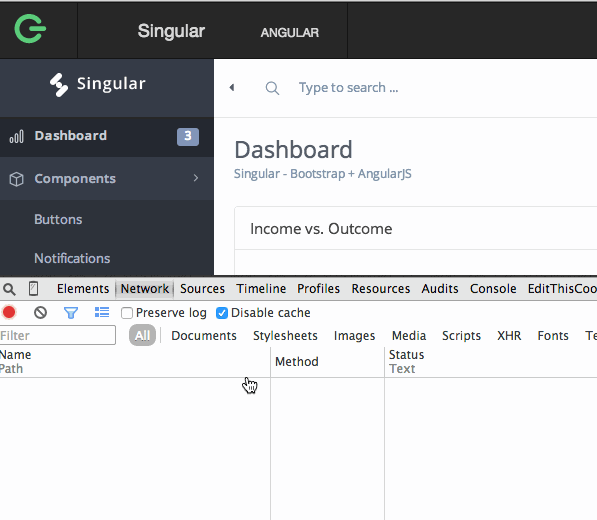 Singular ANGULAR
Singular
Type to search ...
Dashboard 3
Dashboard
Singular - Bootstrap + AngularJS
Components
Buttons
Income vs. Outcome
Notifications
Elements Network Sources Timeline Profiles Resources Audits Console EditThisCoo
Preserve log Disable cache
Filter All Documents Stylesheets Images Media Scripts XHR Fonts Te
Name Method Status
Path Text